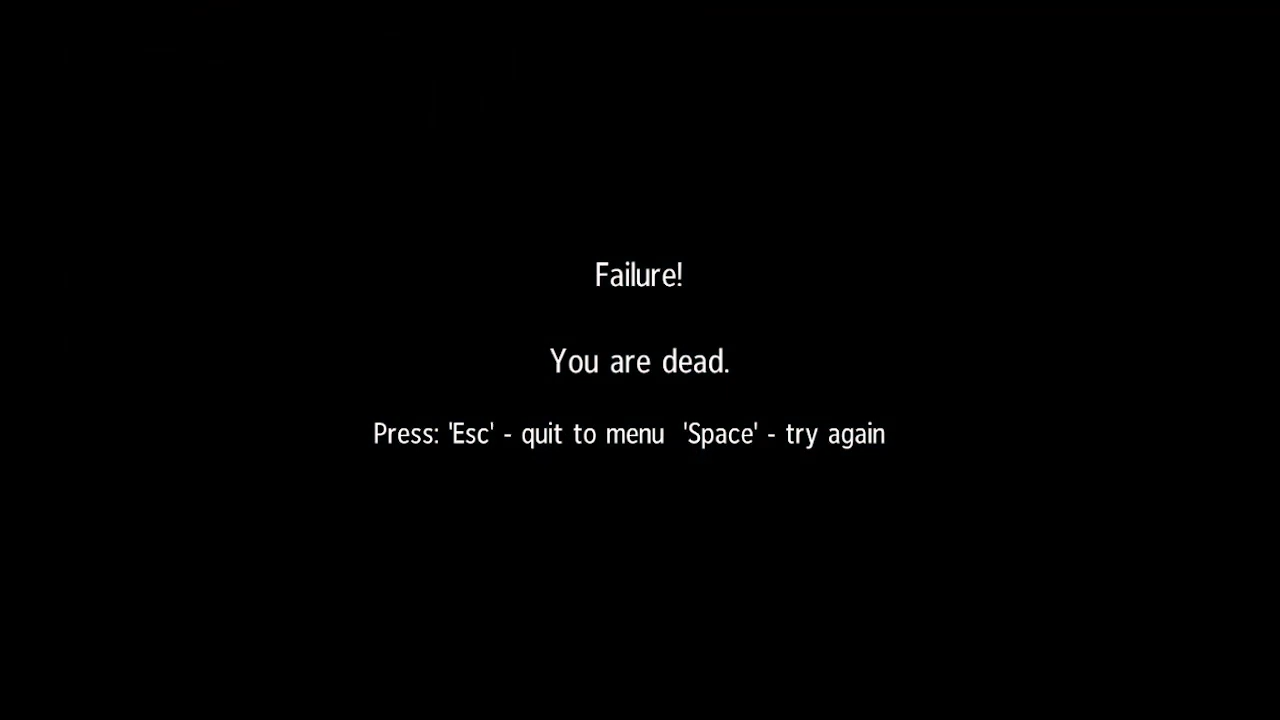 Failure!
You are dead.
Press: 'Esc' - quit to menu  'Space' - try again